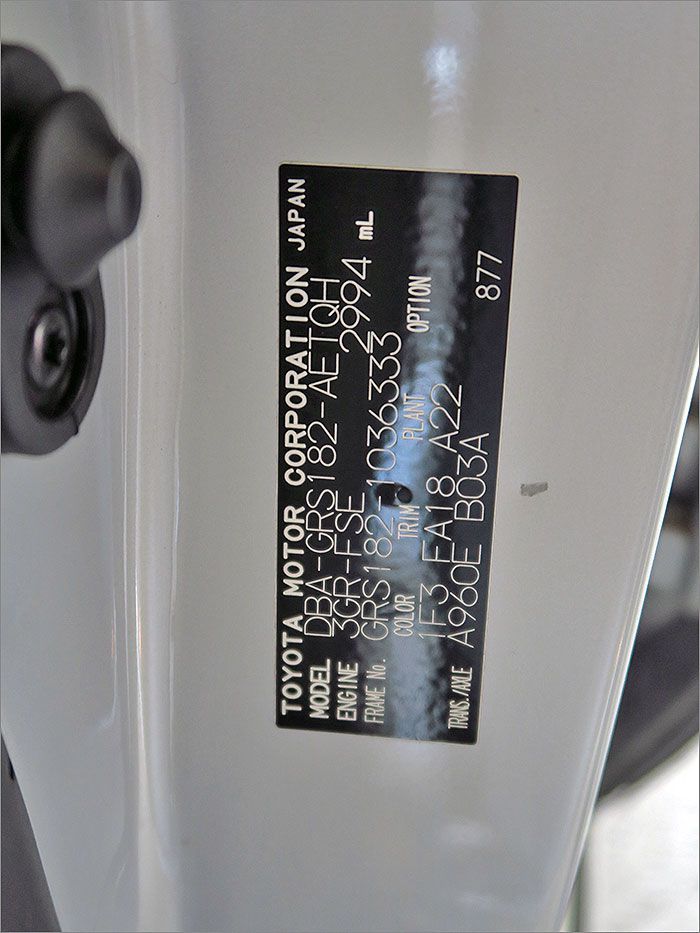 TOYOTA MOTOR CORPORATION JAPAN
MODEL DBA-GRS182-AETQH
ENGINE 3GR-FSE 2994 mL
FRAME No. GRS182-1036333
COLOR TRIM PLANT OPTION
1F3 FA18 A22
TRANS./AXLE A960E B03A 877